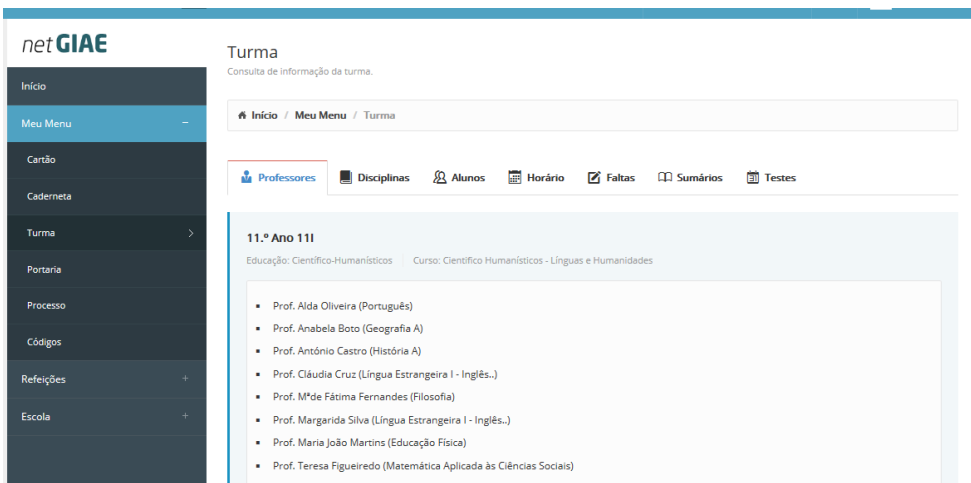 netGIAE
Início
Meu Menu
Cartão
Caderneta
Turma
Portaria
Processo
Códigos
Refeições
Escola
Turma
Consulta de informação da turma.
Início / Meu Menu / Turma
Professores Disciplinas Alunos Horário Faltas Sumários Testes
11.º Ano 11I
Educação: Científico-Humanísticos Curso: Cientifico Humanísticos - Línguas e Humanidades
Prof. Alda Oliveira (Português)
Prof. Anabela Boto (Geografia A)
Prof. António Castro (História A)
Prof. Cláudia Cruz (Língua Estrangeira I - Inglês..)
Prof. Mªde Fátima Fernandes (Filosofia)
Prof. Margarida Silva (Língua Estrangeira I - Inglês..)
Prof. Maria João Martins (Educação Física)
Prof. Teresa Figueiredo (Matemática Aplicada às Ciências Sociais)